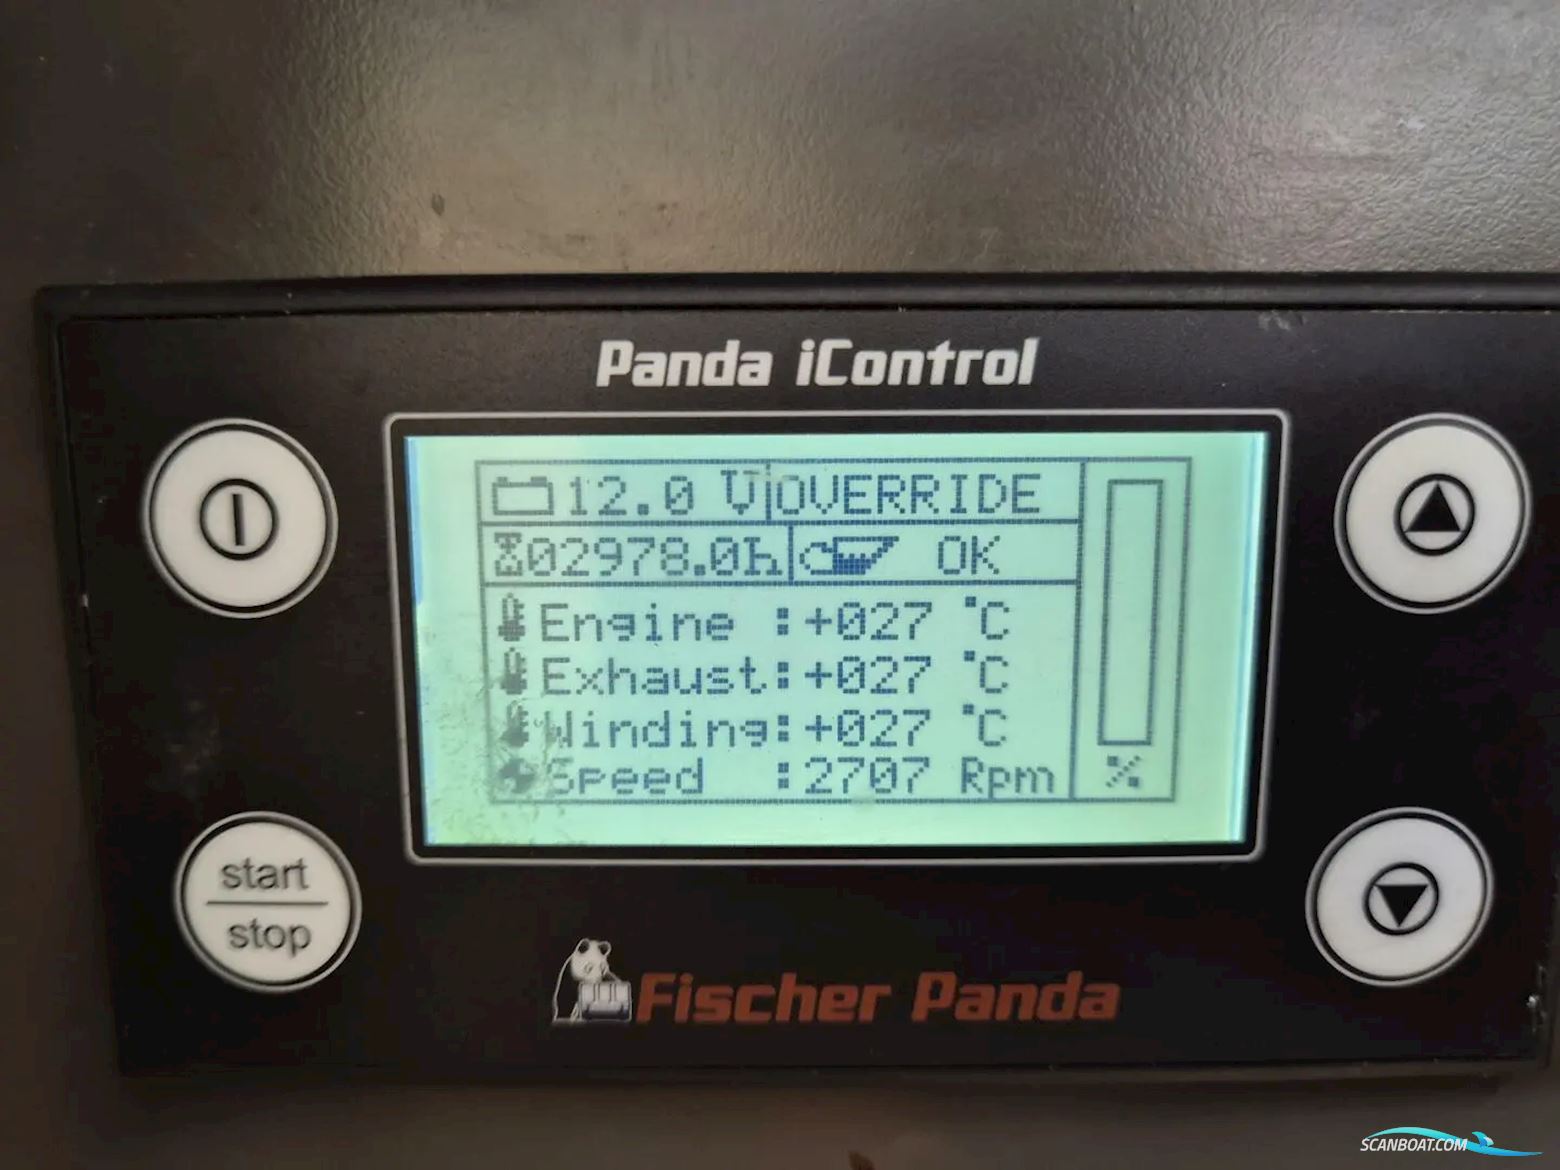 Panda iControl
12.0 V OVERRIDE
02978.0h OK
Engine :+027 °C
Exhaust:+027 °C
Winding:+027 °C
Speed :2707 Rpm
%
start
stop
Fischer Panda
SCANBOAT.COM